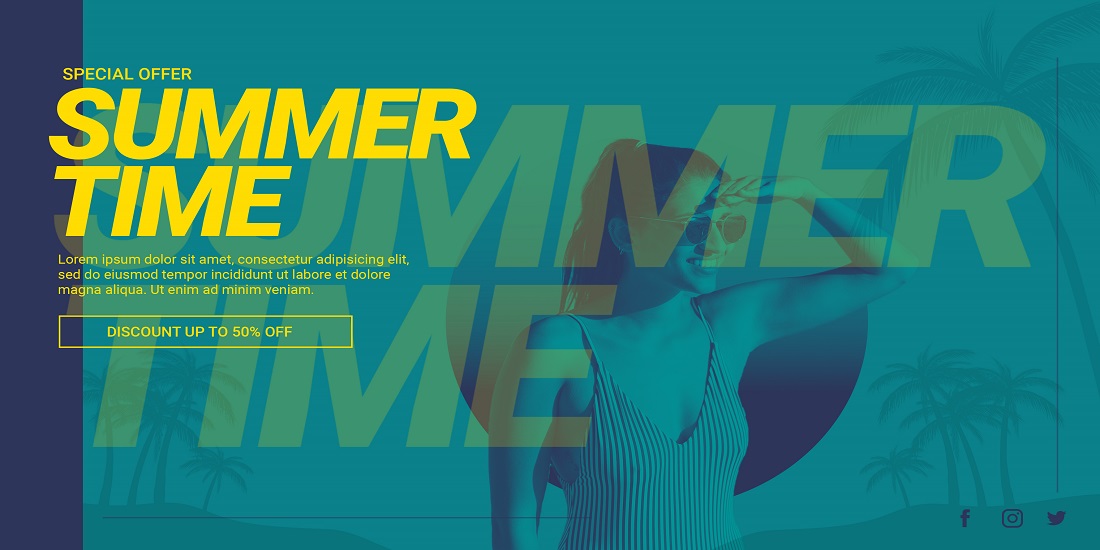 SPECIAL OFFER
SUMMER
TIME
Lorem ipsum dolor sit amet, consectetur adipisicing elit,
sed do eiusmod tempor incididunt ut labore et dolore
magna aliqua. Ut enim ad minim veniam.
DISCOUNT UP TO 50% OFF
SUMMER
TIME